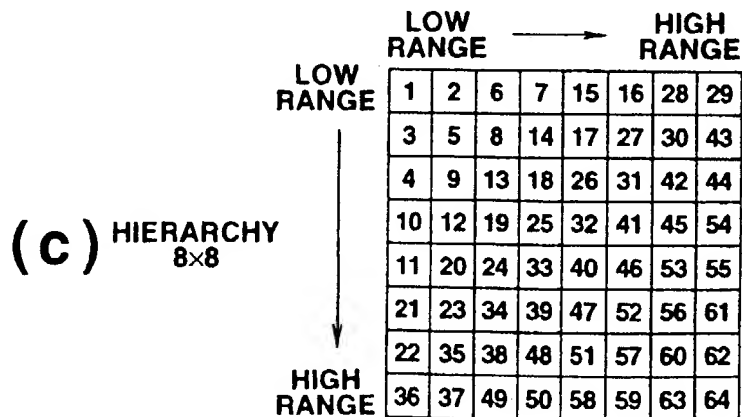 LOW HIGH
RANGE RANGE
LOW
RANGE
1 2 6 7 15 16 28 29
3 5 8 14 17 27 30 43
4 9 13 18 26 31 42 44
10 12 19 25 32 41 45 54
(c) HIERARCHY
8×8
11 20 24 33 40 46 53 55
21 23 34 39 47 52 56 61
22 35 38 48 51 57 60 62
HIGH
RANGE
36 37 49 50 58 59 63 64